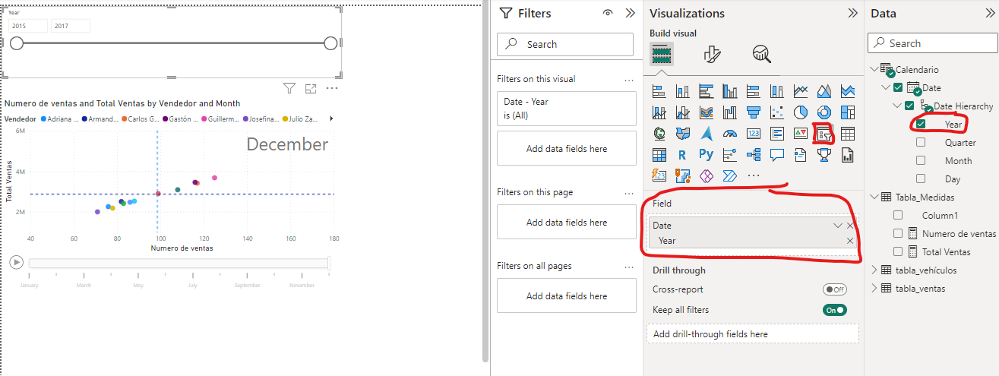 Year
2015 2017
Numero de ventas and Total Ventas by Vendedor and Month
Vendedor Adriana ... Armand... Carlos G... Gastón ... Guillerm... Josefina... Julio Za...
December
Total Ventas
6M
4M
2M
40 60 80 100 120 140 160 180
Numero de ventas
January March May July September November
Filters
Search
Filters on this visual ...
Date - Year
is (All)
Add data fields here
Filters on this page ...
Add data fields here
Filters on all pages ...
Add data fields here
Visualizations
Build visual
123
R Py
123
...
Field
Date
Year
Drill through
Cross-report Off
Keep all filters On
Add drill-through fields here
Data
Search
Calendario
Date
Date Hierarchy
Year
Quarter
Month
Day
Tabla_Medidas
Column1
Numero de ventas
Total Ventas
tabla_vehículos
tabla_ventas